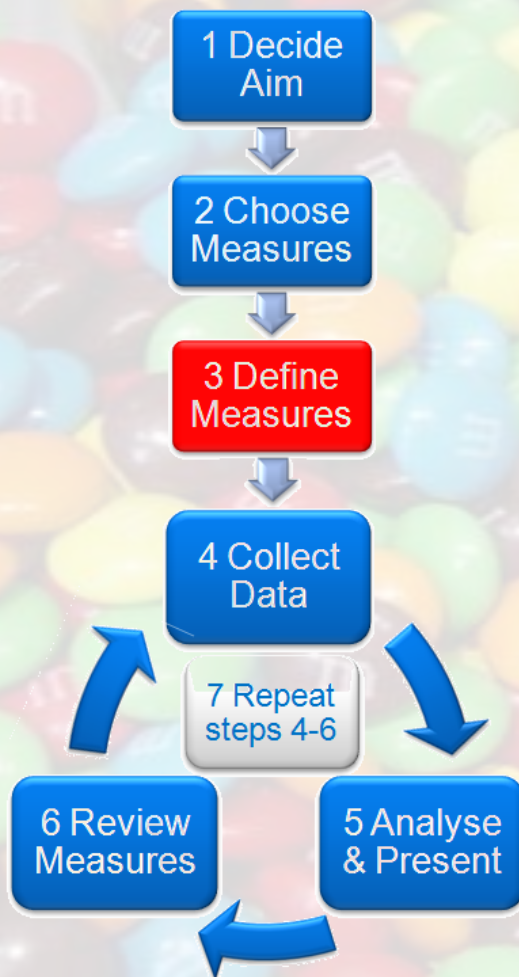 1 Decide
Aim
2 Choose
Measures
3 Define
Measures
4 Collect
Data
7 Repeat
steps 4-6
6 Review
Measures
5 Analyse
& Present